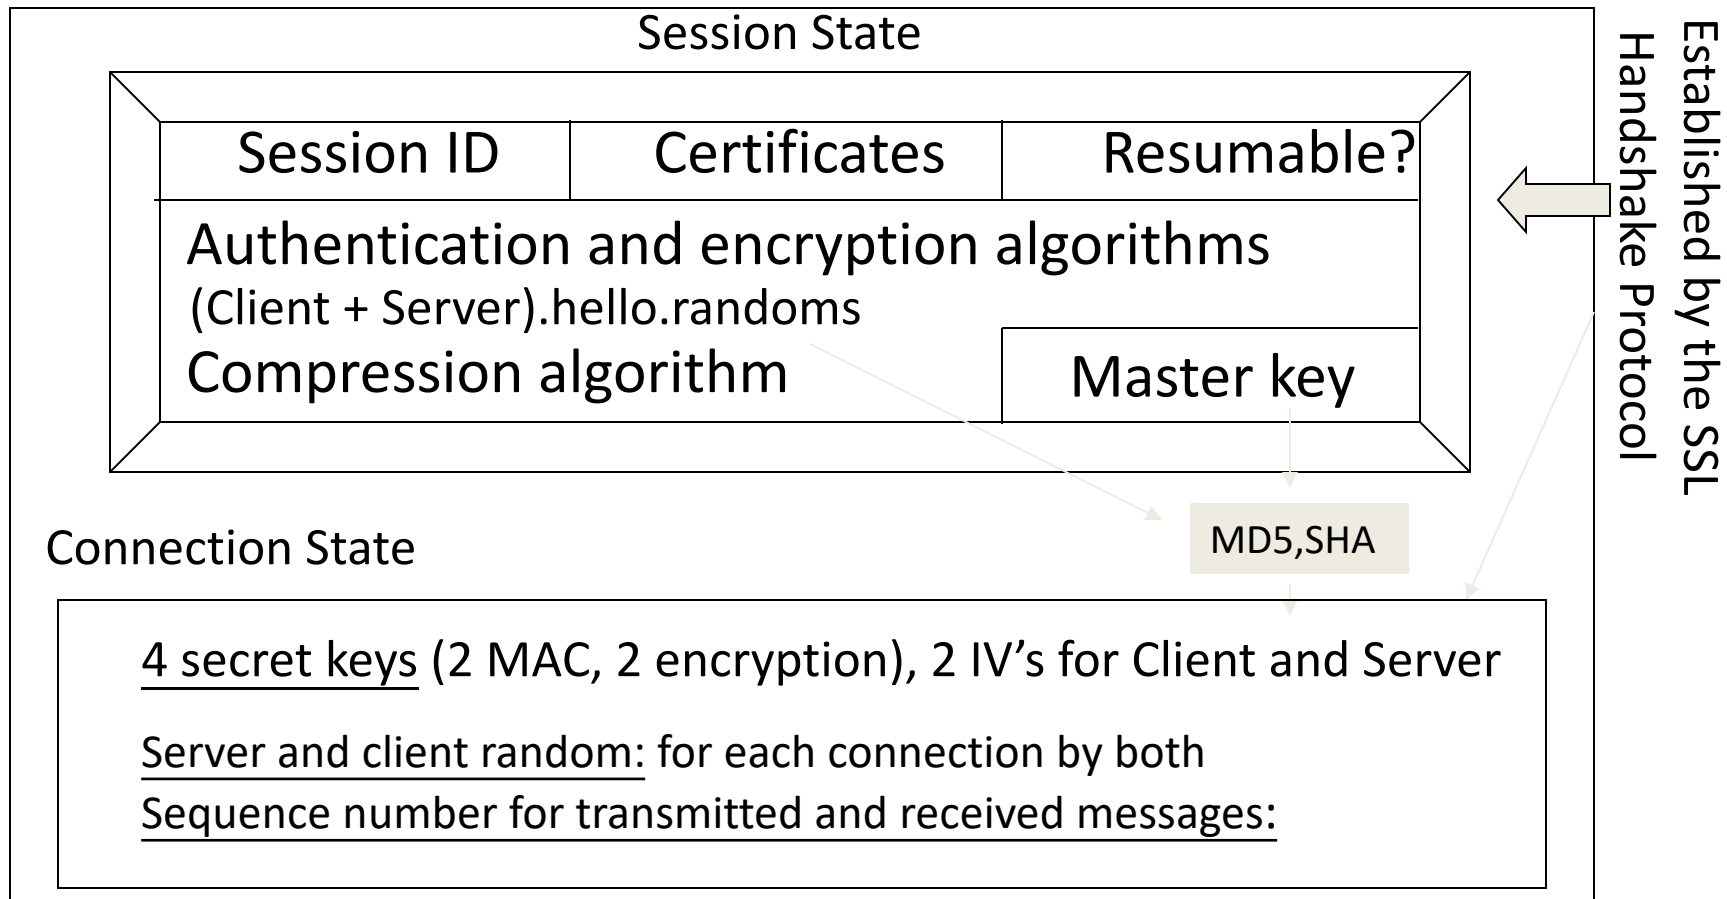 Session State
Session ID
Certificates
Resumable?
Authentication and encryption algorithms
(Client + Server).hello.randoms
Compression algorithm
Master key
Established by the SSL
Handshake Protocol
MD5,SHA
Connection State
4 secret keys (2 MAC, 2 encryption), 2 IV’s for Client and Server
Server and client random: for each connection by both
Sequence number for transmitted and received messages: